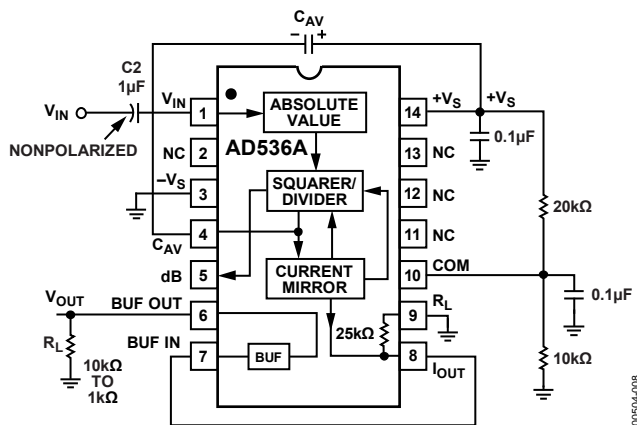 CAV
− +
C2
1µF
VIN
NONPOLARIZED
VIN
1
NC
2
−VS
3
4
CAV
dB
5
VOUT
BUF OUT
6
BUF IN
7
RL
10kΩ
TO
1kΩ
ABSOLUTE
VALUE
AD536A
SQUARER/
DIVIDER
CURRENT
MIRROR
25kΩ
BUF
14
+VS
+VS
0.1µF
13
NC
12
NC
11
NC
20kΩ
10
COM
0.1µF
9
RL
8
IOUT
10kΩ
00504-008